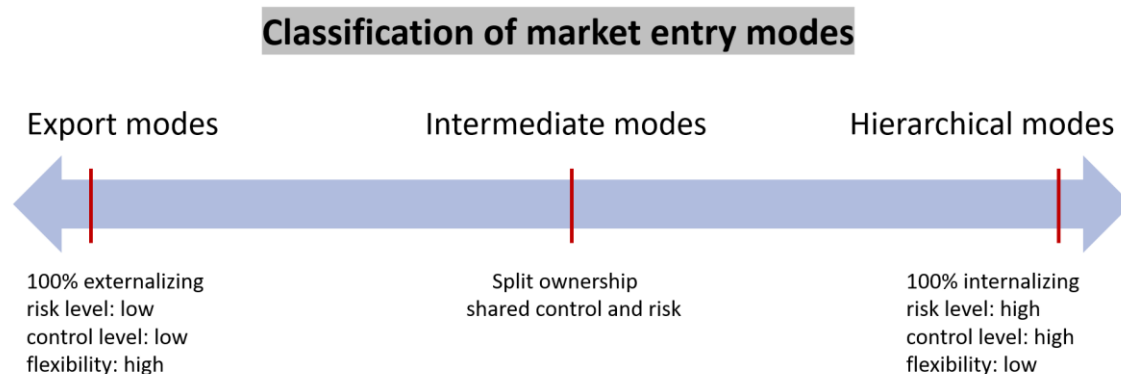 Classification of market entry modes
Export modes
Intermediate modes
Hierarchical modes
100% externalizing
risk level: low
control level: low
flexibility: high
Split ownership
shared control and risk
100% internalizing
risk level: high
control level: high
flexibility: low